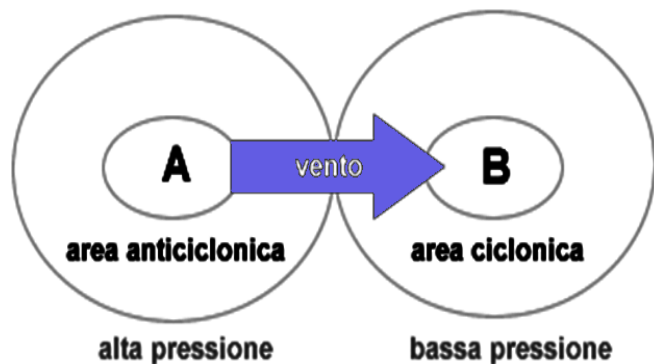 A
vento
B
area anticiclonica
area ciclonica
alta pressione
bassa pressione